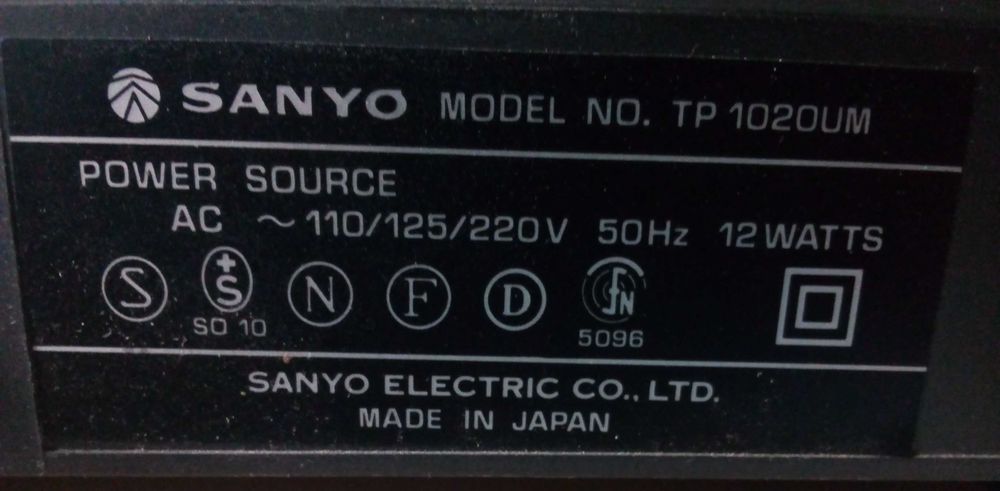 SANYO MODEL NO. TP 1020UM
POWER SOURCE
AC ~ 110/125/220V 50Hz 12WATTS
S +S N F D FN
SO 10 5096
SANYO ELECTRIC CO., LTD.
MADE IN JAPAN